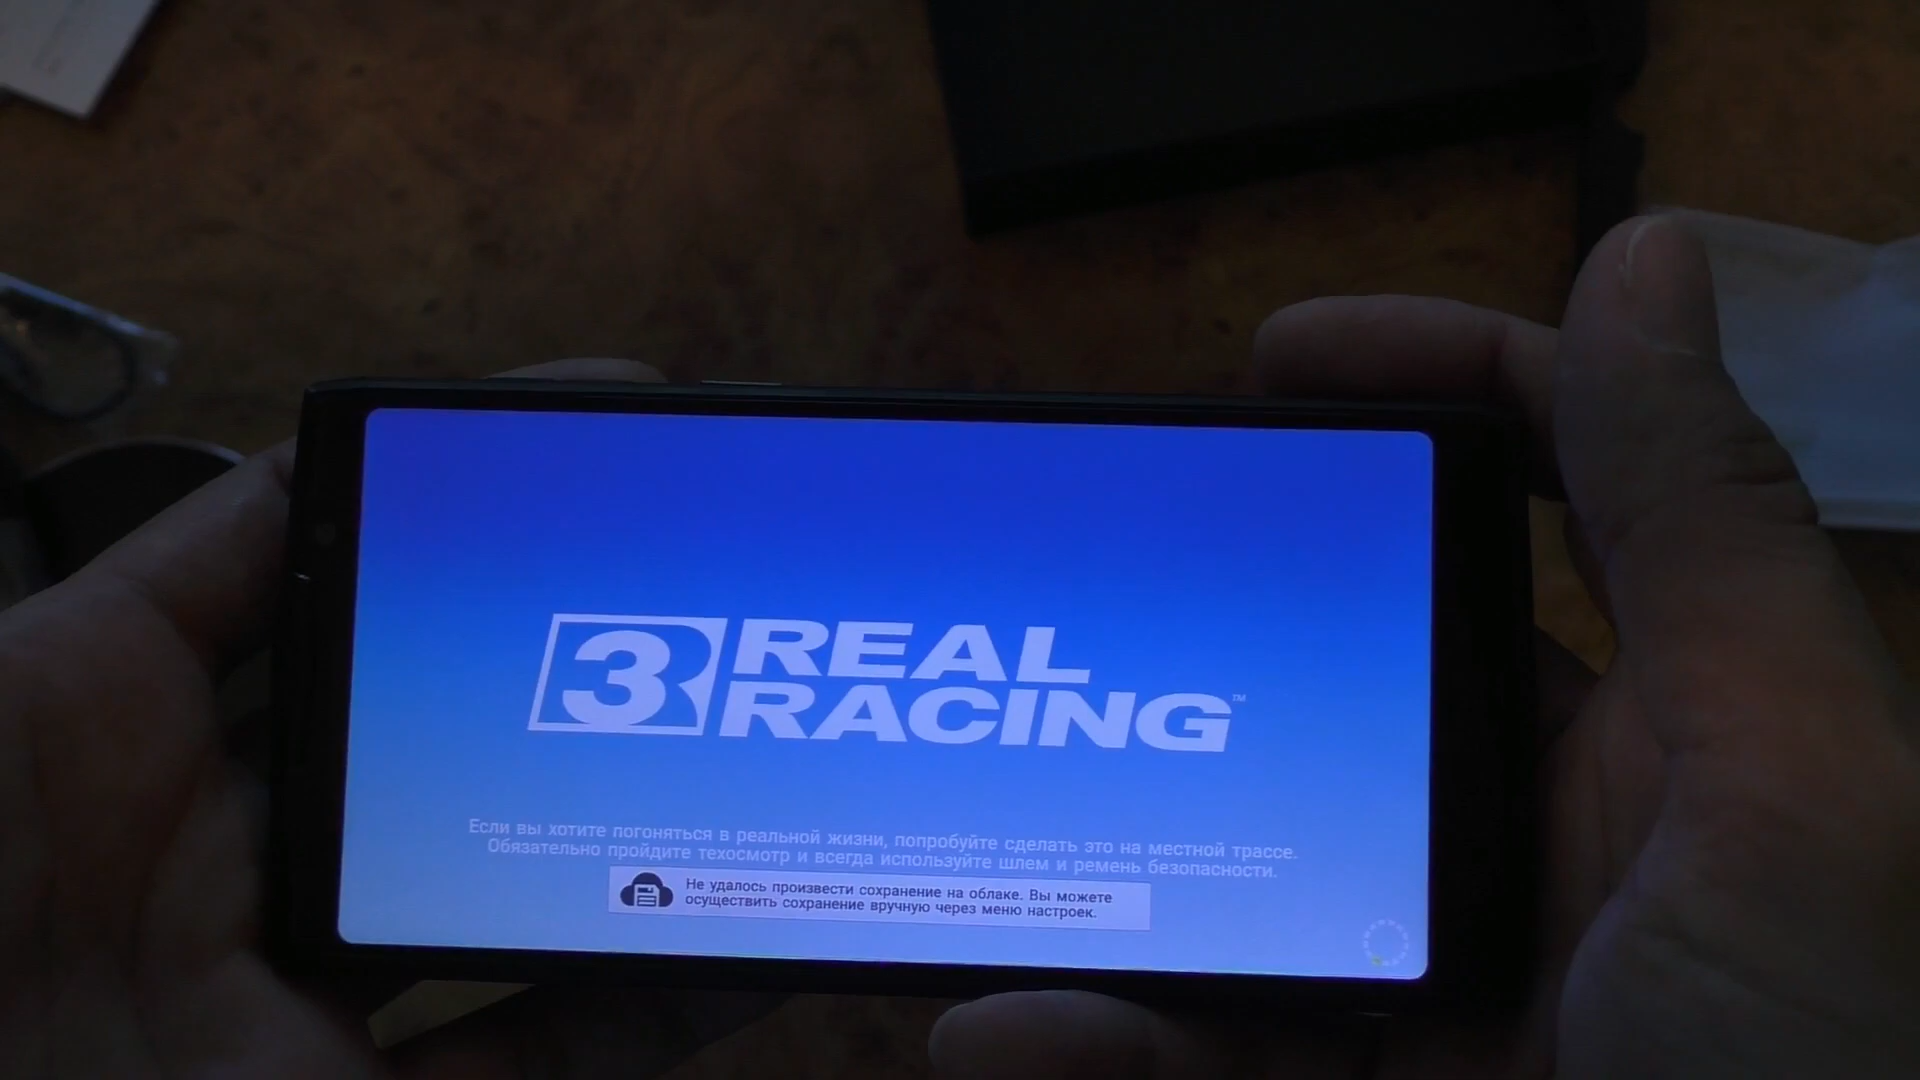 3 REAL
RACING™
Если вы хотите погоняться в реальной жизни, попробуйте сделать это на местной трассе.
Обязательно пройдите техосмотр и всегда используйте шлем и ремень безопасности.
Не удалось произвести сохранение на облаке. Вы можете
осуществить сохранение вручную через меню настроек.